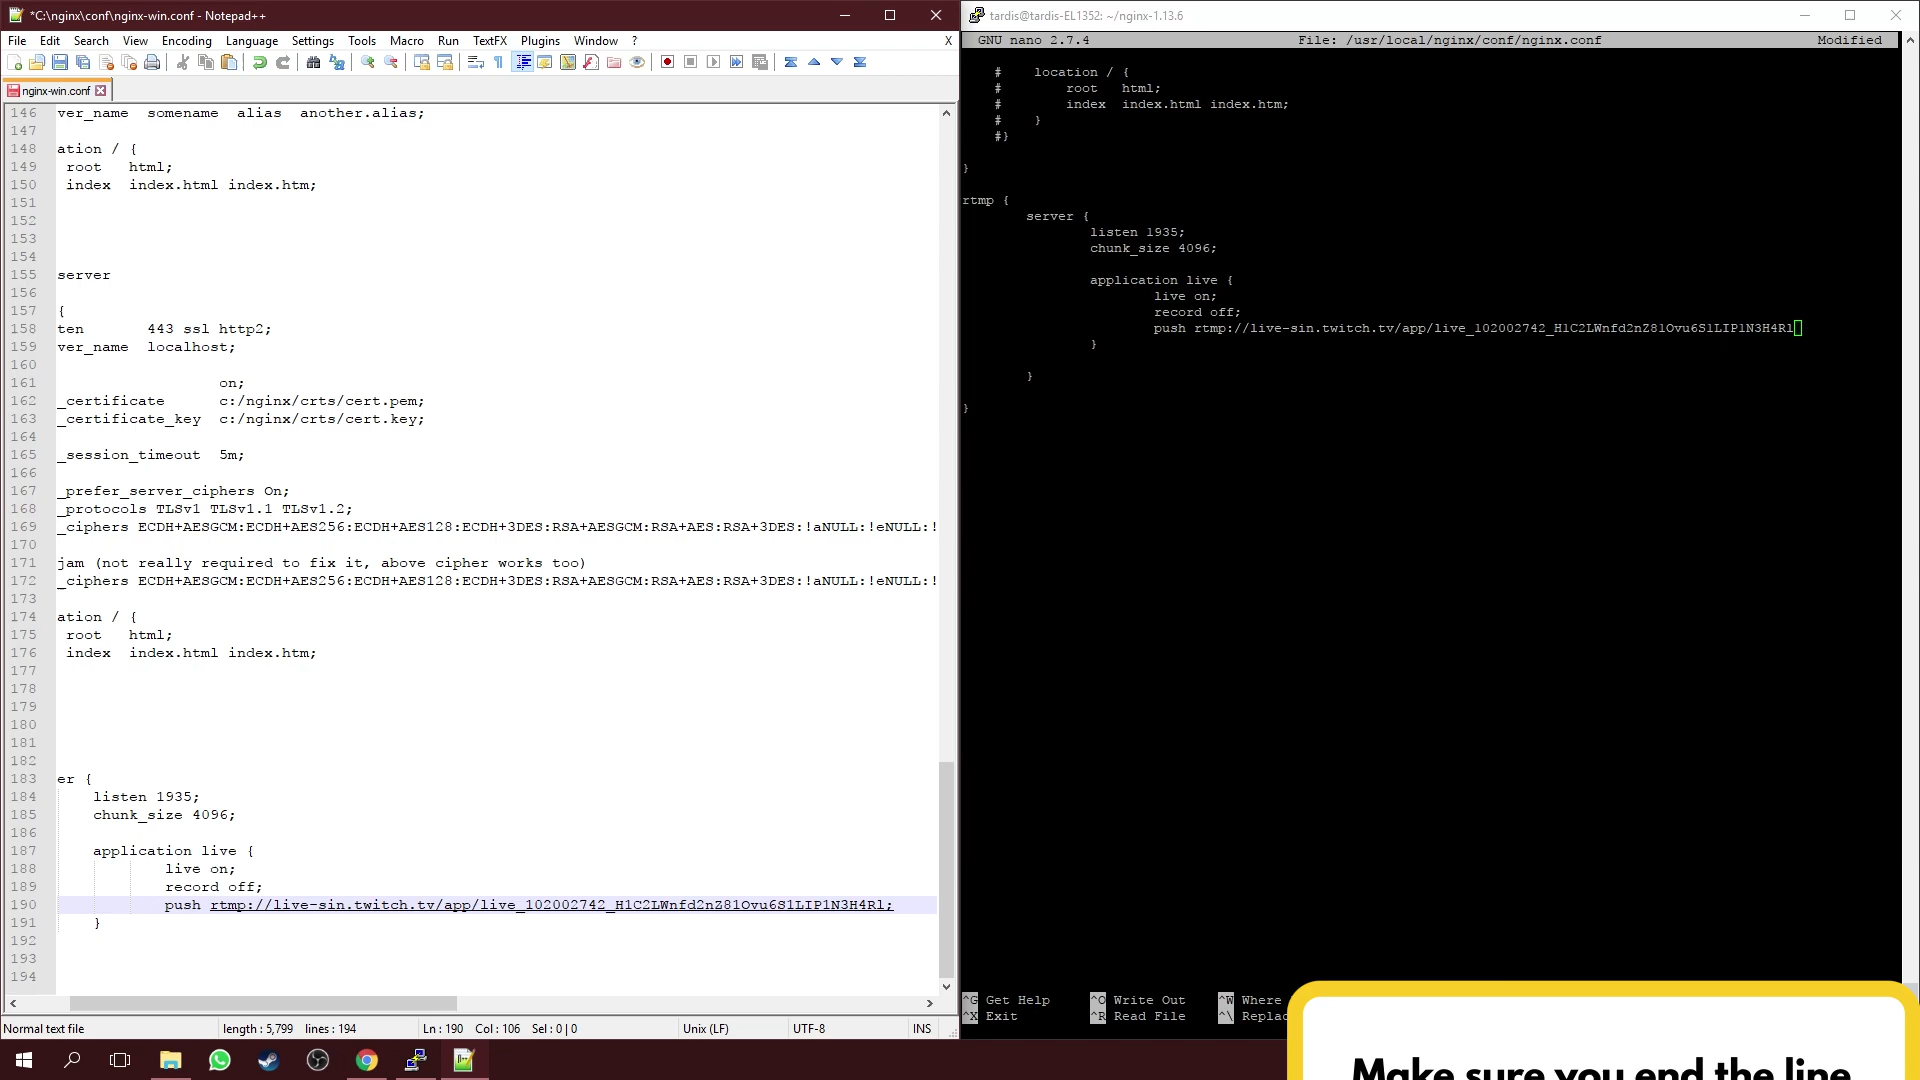 *C:\nginx\conf\nginx-win.conf - Notepad++
File Edit Search View Encoding Language Settings Tools Macro Run TextFX Plugins Window ? X
nginx-win.conf
146 ver_name somename alias another.alias;
147
148 ation / {
149 root html;
150 index index.html index.htm;
151
152
153
154
155 server
156
157 {
158 ten 443 ssl http2;
159 ver_name localhost;
160
161 on;
162 _certificate c:/nginx/crts/cert.pem;
163 _certificate_key c:/nginx/crts/cert.key;
164
165 _session_timeout 5m;
166
167 _prefer_server_ciphers On;
168 _protocols TLSv1 TLSv1.1 TLSv1.2;
169 _ciphers ECDH+AESGCM:ECDH+AES256:ECDH+AES128:ECDH+3DES:RSA+AESGCM:RSA+AES:RSA+3DES:!aNULL:!eNULL:!
170
171 jam (not really required to fix it, above cipher works too)
172 _ciphers ECDH+AESGCM:ECDH+AES256:ECDH+AES128:ECDH+3DES:RSA+AESGCM:RSA+AES:RSA+3DES:!aNULL:!eNULL:!
173
174 ation / {
175 root html;
176 index index.html index.htm;
177
178
179
180
181
182
183 er {
184 listen 1935;
185 chunk_size 4096;
186
187 application live {
188 live on;
189 record off;
190 push rtmp://live-sin.twitch.tv/app/live_102002742_H1C2LWnfd2nZ81Ovu6S1LIP1N3H4Rl;
191 }
192
193
194
Normal text file length : 5,799 lines : 194 Ln : 190 Col : 106 Sel : 0 | 0 Unix (LF) UTF-8 INS
tardis@tardis-EL1352: ~/nginx-1.13.6
GNU nano 2.7.4 File: /usr/local/nginx/conf/nginx.conf Modified
# location / {
# root html;
# index index.html index.htm;
# }
#}
}
rtmp {
server {
listen 1935;
chunk_size 4096;
application live {
live on;
record off;
push rtmp://live-sin.twitch.tv/app/live_102002742_H1C2LWnfd2nZ81Ovu6S1LIP1N3H4Rl
}
}
}
^G Get Help ^O Write Out ^W Where
^X Exit ^R Read File ^\ Replac
Make sure you end the line